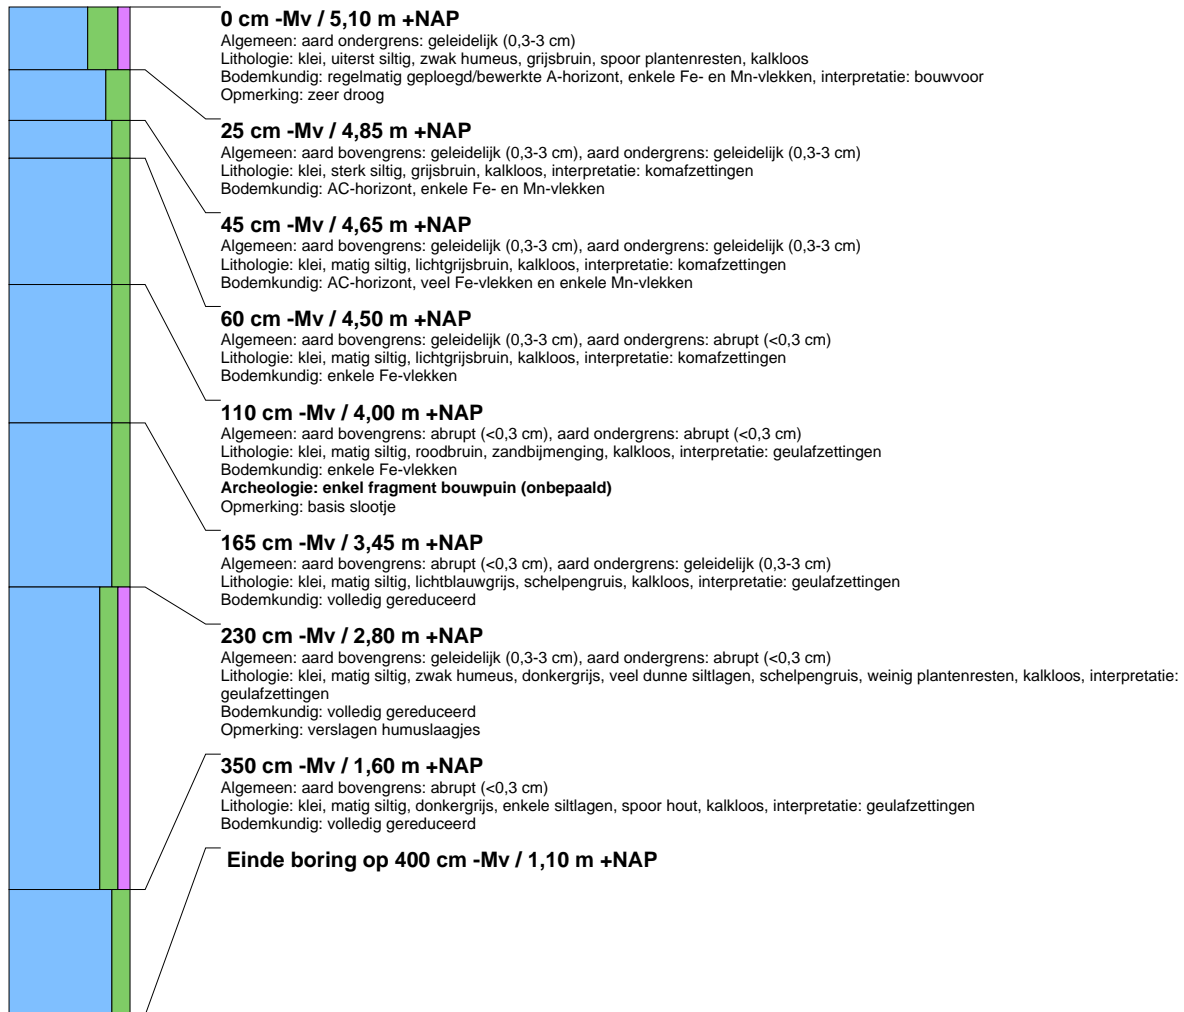 0 cm -Mv / 5,10 m +NAP
Algemeen: aard ondergrens: geleidelijk (0,3-3 cm)
Lithologie: klei, uiterst siltig, zwak humeus, grijsbruin, spoor plantenresten, kalkloos
Bodemkundig: regelmatig geploegd/bewerkte A-horizont, enkele Fe- en Mn-vlekken, interpretatie: bouwvoor
Opmerking: zeer droog
25 cm -Mv / 4,85 m +NAP
Algemeen: aard bovengrens: geleidelijk (0,3-3 cm), aard ondergrens: geleidelijk (0,3-3 cm)
Lithologie: klei, sterk siltig, grijsbruin, kalkloos, interpretatie: komafzettingen
Bodemkundig: AC-horizont, enkele Fe- en Mn-vlekken
45 cm -Mv / 4,65 m +NAP
Algemeen: aard bovengrens: geleidelijk (0,3-3 cm), aard ondergrens: geleidelijk (0,3-3 cm)
Lithologie: klei, matig siltig, lichtgrijsbruin, kalkloos, interpretatie: komafzettingen
Bodemkundig: AC-horizont, veel Fe-vlekken en enkele Mn-vlekken
60 cm -Mv / 4,50 m +NAP
Algemeen: aard bovengrens: geleidelijk (0,3-3 cm), aard ondergrens: abrupt (<0,3 cm)
Lithologie: klei, matig siltig, lichtgrijsbruin, kalkloos, interpretatie: komafzettingen
Bodemkundig: enkele Fe-vlekken
110 cm -Mv / 4,00 m +NAP
Algemeen: aard bovengrens: abrupt (<0,3 cm), aard ondergrens: abrupt (<0,3 cm)
Lithologie: klei, matig siltig, roodbruin, zandbijmenging, kalkloos, interpretatie: geulafzettingen
Bodemkundig: enkele Fe-vlekken
Archeologie: enkel fragment bouwpuin (onbepaald)
Opmerking: basis slootje
165 cm -Mv / 3,45 m +NAP
Algemeen: aard bovengrens: abrupt (<0,3 cm), aard ondergrens: geleidelijk (0,3-3 cm)
Lithologie: klei, matig siltig, lichtblauwgrijs, schelpengruis, kalkloos, interpretatie: geulafzettingen
Bodemkundig: volledig gereduceerd
230 cm -Mv / 2,80 m +NAP
Algemeen: aard bovengrens: geleidelijk (0,3-3 cm), aard ondergrens: abrupt (<0,3 cm)
Lithologie: klei, matig siltig, zwak humeus, donkergrijs, veel dunne siltlagen, schelpengruis, weinig plantenresten, kalkloos, interpretatie:
geulafzettingen
Bodemkundig: volledig gereduceerd
Opmerking: verslagen humuslaagjes
350 cm -Mv / 1,60 m +NAP
Algemeen: aard bovengrens: abrupt (<0,3 cm)
Lithologie: klei, matig siltig, donkergrijs, enkele siltlagen, spoor hout, kalkloos, interpretatie: geulafzettingen
Bodemkundig: volledig gereduceerd
Einde boring op 400 cm -Mv / 1,10 m +NAP